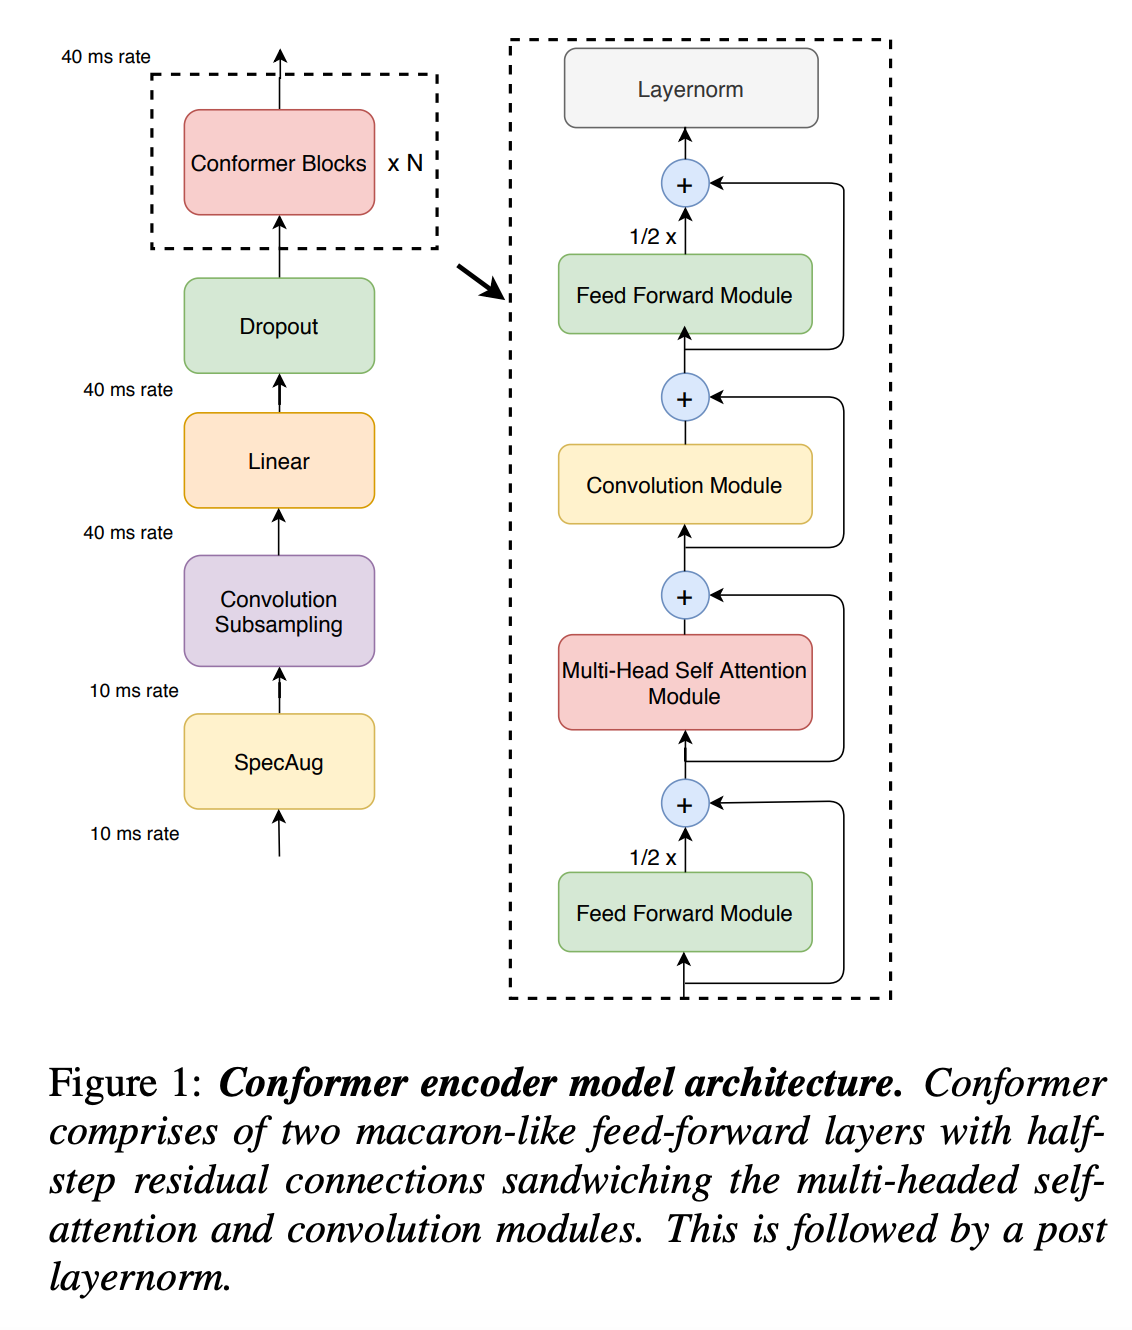 40 ms rate
Conformer Blocks
x N
Dropout
40 ms rate
Linear
40 ms rate
Convolution
Subsampling
10 ms rate
SpecAug
10 ms rate
Layernorm
+
1/2 x
Feed Forward Module
+
Convolution Module
+
Multi-Head Self Attention
Module
+
1/2 x
Feed Forward Module
Figure 1: Conformer encoder model architecture. Conformer
comprises of two macaron-like feed-forward layers with half-
step residual connections sandwiching the multi-headed self-
attention and convolution modules. This is followed by a post
layernorm.